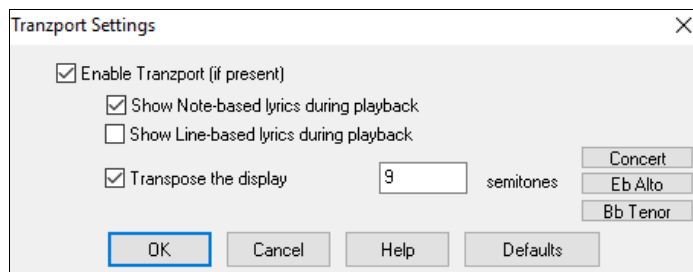 Tranzport Settings
Enable Tranzport (if present)
Show Note-based lyrics during playback
Show Line-based lyrics during playback
Transpose the display 9 semitones
Concert
Eb Alto
Bb Tenor
OK Cancel Help Defaults